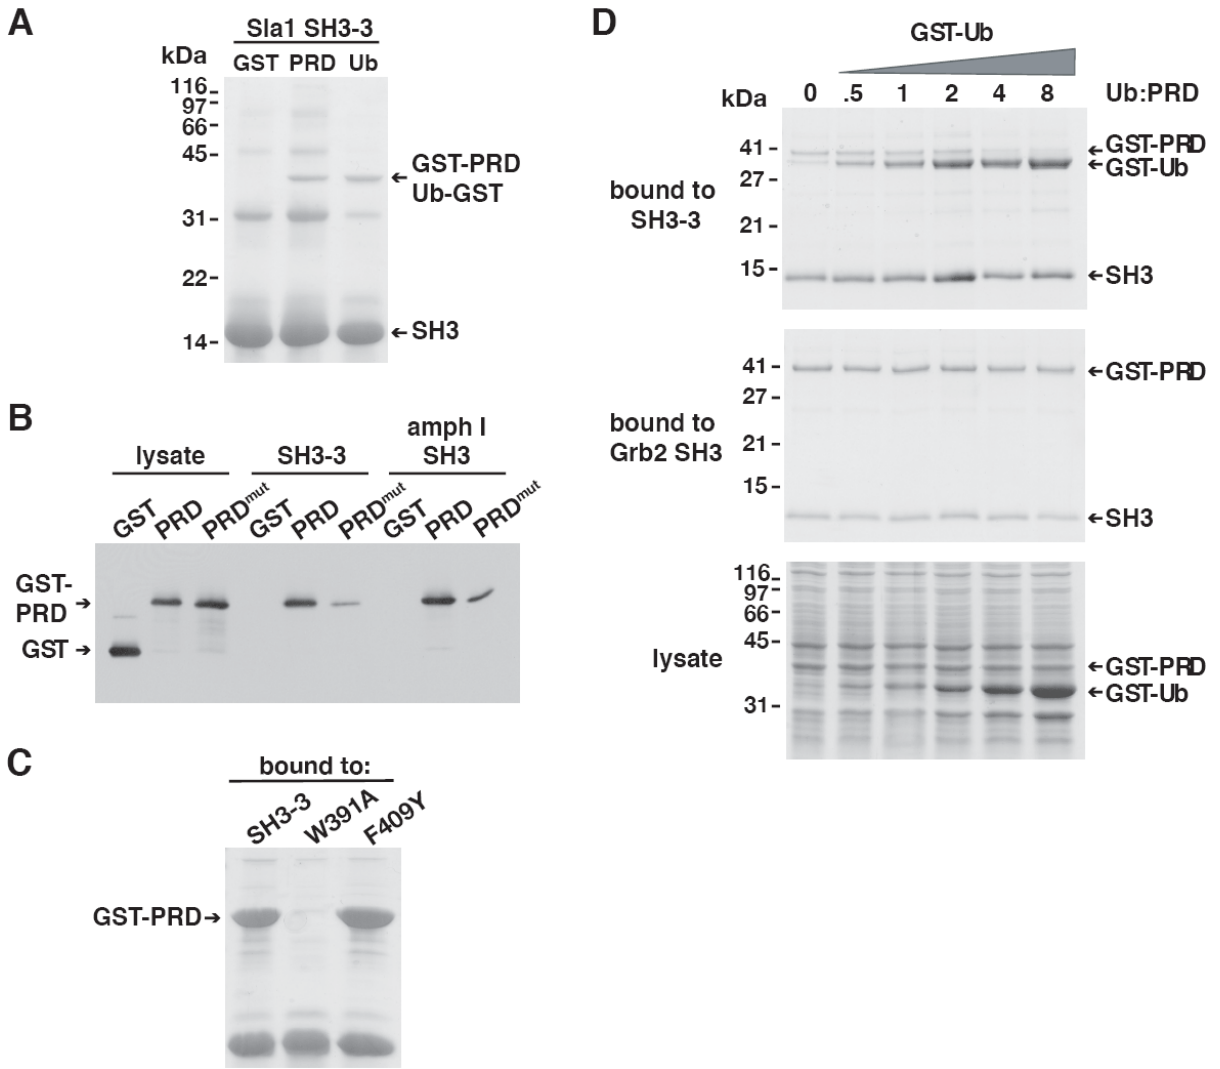 A
Sla1 SH3-3
kDa
GST PRD Ub
116-
97-
66-
45-
GST-PRD
←
Ub-GST
31-
22-
←SH3
14-
B
amph I
lysate SH3-3 SH3
GST PRD PRDmut GST PRD PRDmut GST PRD PRDmut
GST-
PRD →
GST →
C
bound to:
SH3-3 W391A F409Y
GST-PRD→
D
GST-Ub
kDa 0 .5 1 2 4 8 Ub:PRD
41-
←GST-PRD
←GST-Ub
27-
bound to
SH3-3
21-
15-
←SH3
41-
←GST-PRD
27-
bound to
Grb2 SH3
21-
15-
←SH3
116-
97-
66-
45-
lysate
←GST-PRD
←GST-Ub
31-